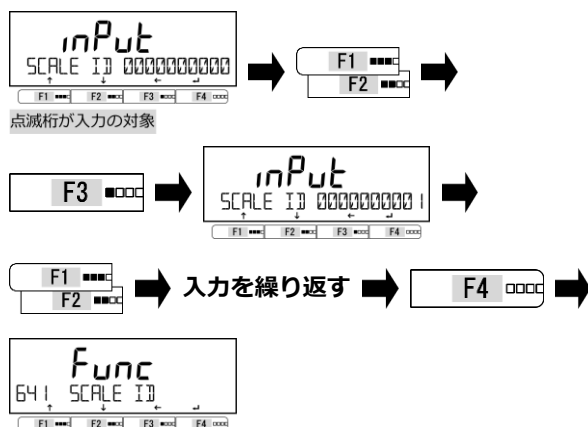 inPut
SCALE ID 0000000000
↑ ↓ ← ↵
F1 F2 F3 F4
点滅桁が入力の対象
F1
F2
F3
inPut
SCALE ID 0000000001
↑ ↓ ← ↵
F1 F2 F3 F4
F1
F2
入力を繰り返す
F4
Func
641 SCALE ID
↑ ↓ ← ↵
F1 F2 F3 F4